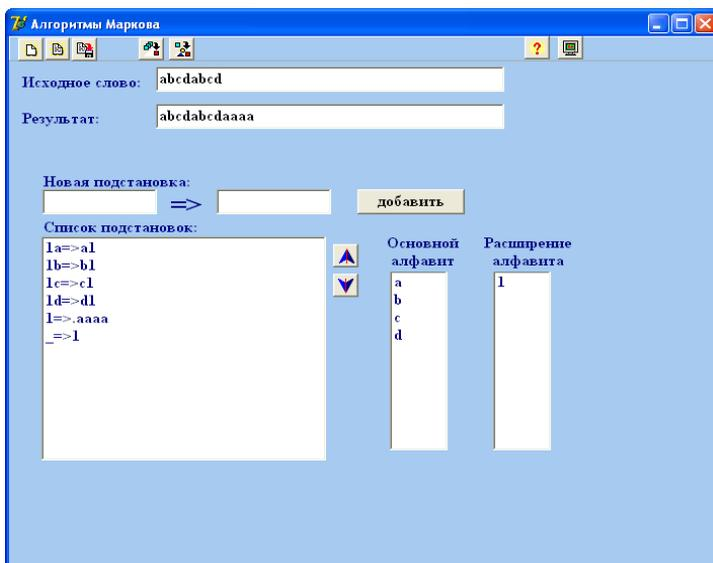 Алгоритмы Маркова
?
Исходное слово: abcdabcd
Результат: abcdabcdaaaa
Новая подстановка:
=> добавить
Список подстановок:
1a=>a1
1b=>b1
1c=>c1
1d=>d1
1=>.aaaa
_=>1
Основной алфавит
a
b
c
d
Расширение алфавита
1